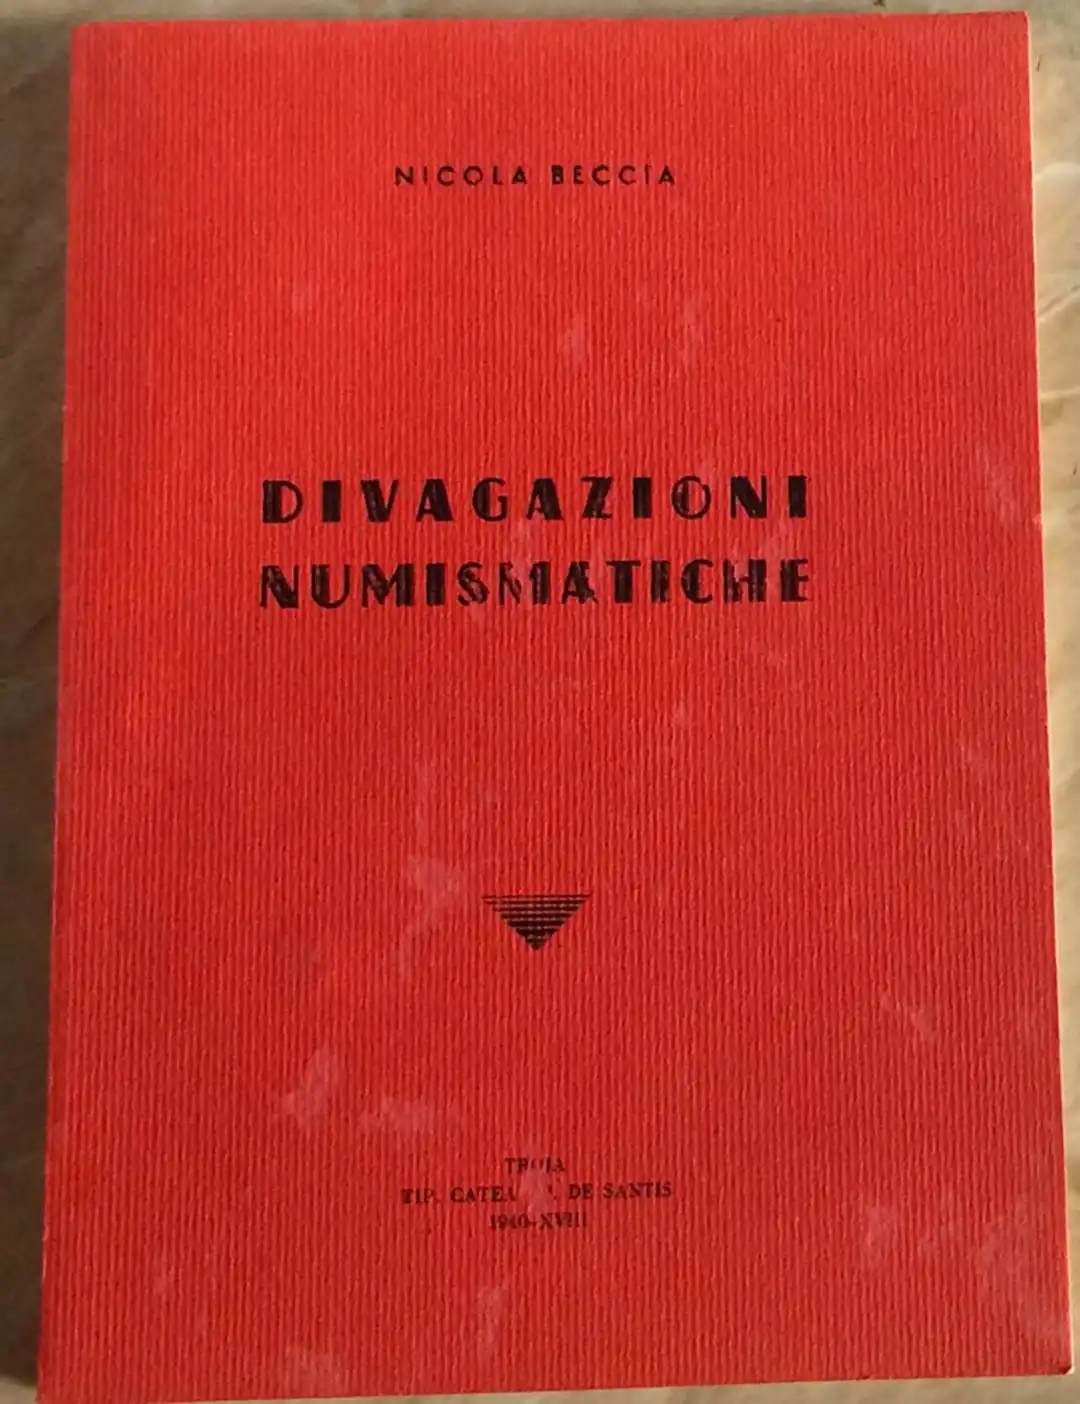 NICOLA BECCIA
DIVAGAZIONI
NUMISMATICHE
TROIA
TIP. DE SANTIS
1940-XVIII